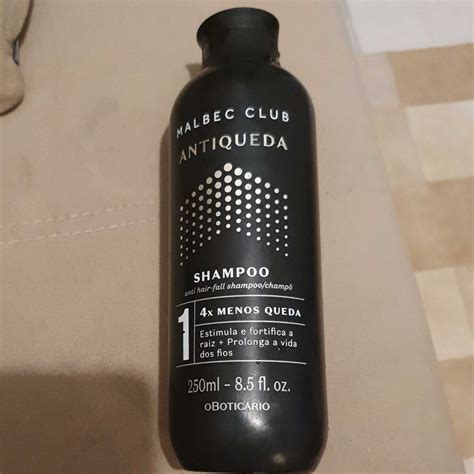 MALBEC CLUB
ANTIQUEDA
SHAMPOO
anti hair-fall shampoo/champô
1
4x MENOS QUEDA
Estimula e fortifica a
raiz + Prolonga a vida
dos fios
250ml – 8.5 fl. oz.
oBOTICÁRIO